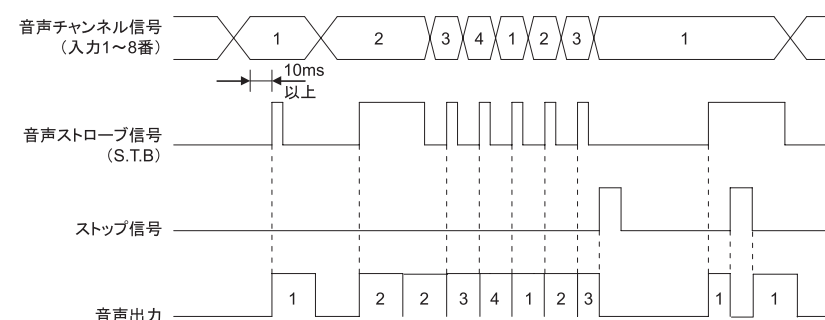 音声チャンネル信号
(入力1〜8番)
1 2 3 4 1 2 3 1
10ms
以上
音声ストローブ信号
(S.T.B)
ストップ信号
音声出力
1 2 2 3 4 1 2 3 1 1